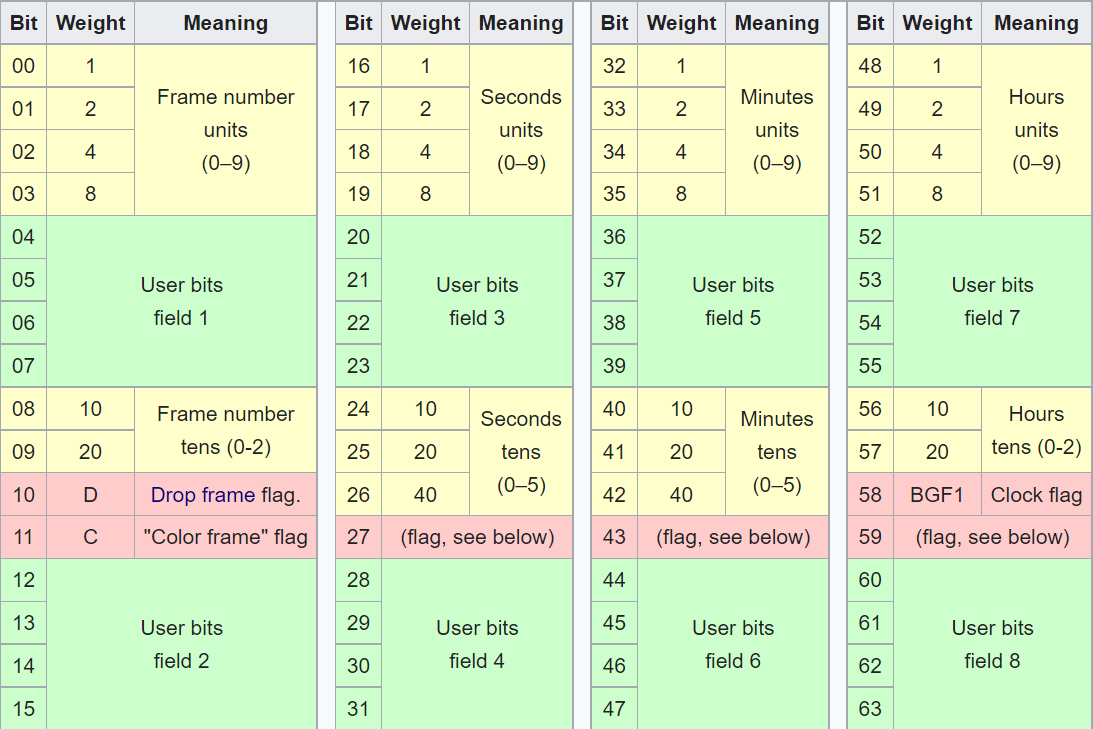 Bit Weight Meaning Bit Weight Meaning Bit Weight Meaning Bit Weight Meaning
00 1 16 1 32 1 48 1
Frame number Seconds Minutes Hours
01 2 17 2 33 2 49 2
units units units units
02 4 18 4 34 4 50 4
(0–9) (0–9) (0–9) (0–9)
03 8 19 8 35 8 51 8
04 20 36 52
05 21 37 53
User bits User bits User bits User bits
06 22 38 54
field 1 field 3 field 5 field 7
07 23 39 55
08 10 Frame number 24 10 Seconds 40 10 Minutes 56 10 Hours
09 20 tens (0-2) 25 20 tens 41 20 tens 57 20 tens (0-2)
10 D Drop frame flag. 26 40 (0–5) 42 40 (0–5) 58 BGF1 Clock flag
11 C "Color frame" flag 27 (flag, see below) 43 (flag, see below) 59 (flag, see below)
12 28 44 60
13 29 45 61
User bits User bits User bits User bits
14 30 46 62
field 2 field 4 field 6 field 8
15 31 47 63